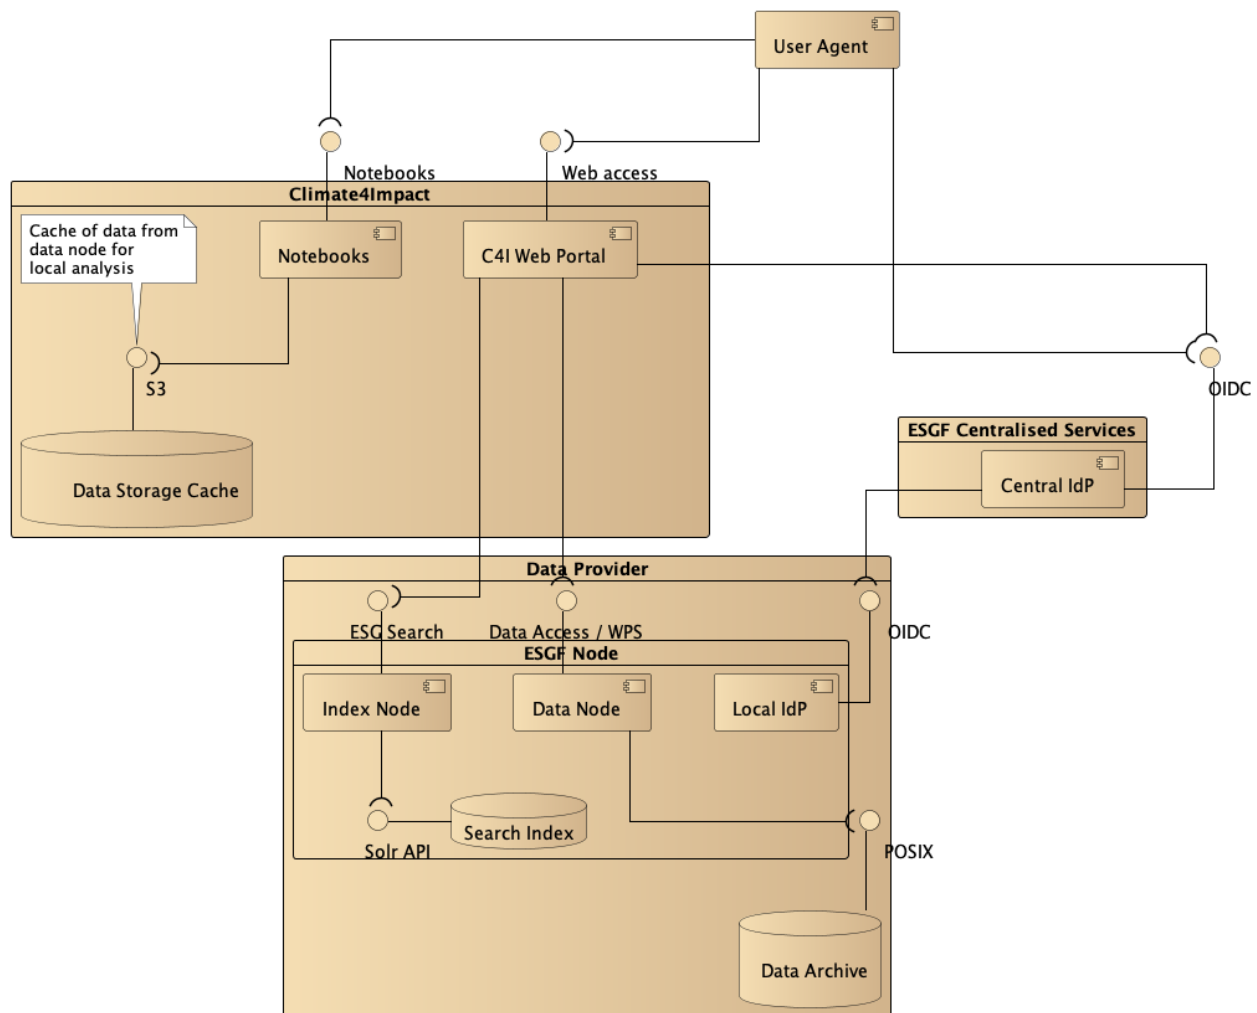 User Agent
Notebooks
Web access
Climate4Impact
Cache of data from
data node for
local analysis
Notebooks
C4I Web Portal
S3
OIDC
Data Storage Cache
ESGF Centralised Services
Central IdP
Data Provider
ESG Search
Data Access / WPS
OIDC
ESGF Node
Index Node
Data Node
Local IdP
Search Index
Solr API
POSIX
Data Archive